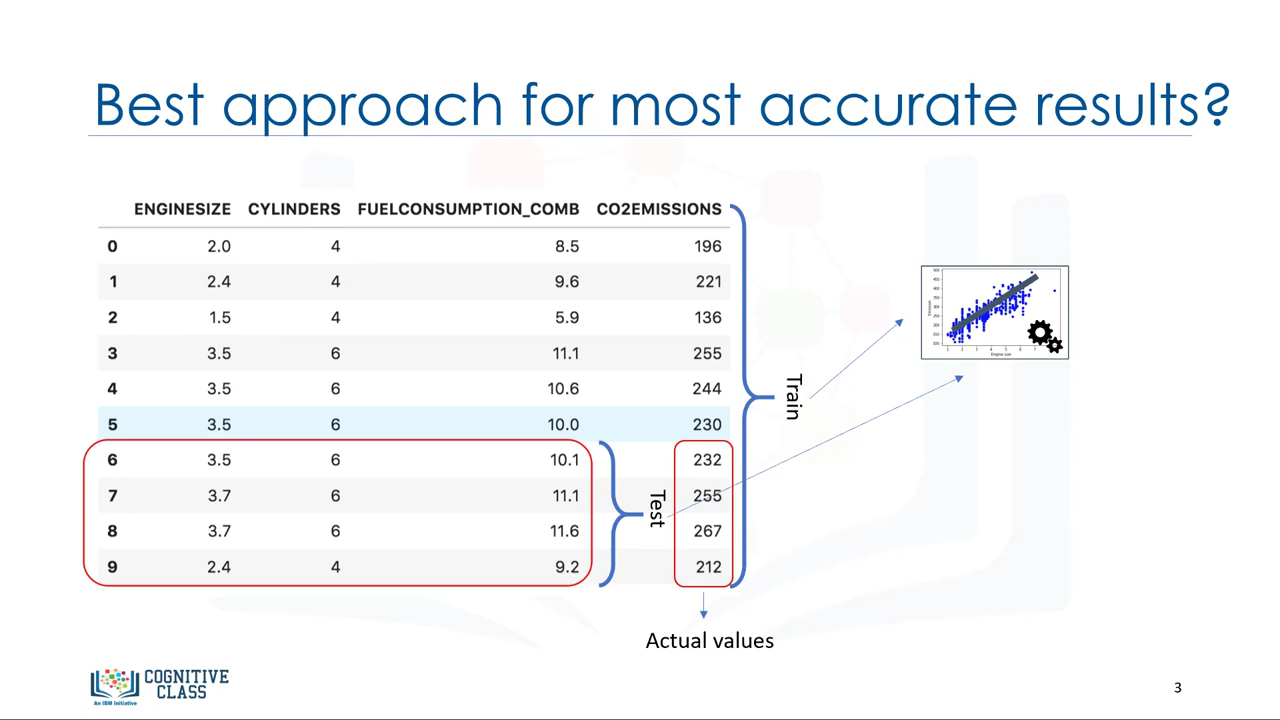 Best approach for most accurate results?
ENGINESIZE CYLINDERS FUELCONSUMPTION_COMB CO2EMISSIONS
0 2.0 4 8.5 196
1 2.4 4 9.6 221
2 1.5 4 5.9 136
3 3.5 6 11.1 255
4 3.5 6 10.6 244
5 3.5 6 10.0 230
6 3.5 6 10.1 232
7 3.7 6 11.1 255
8 3.7 6 11.6 267
9 2.4 4 9.2 212
Train
Test
Actual values
Engine size
COGNITIVE
CLASS
An IBM Initiative
3